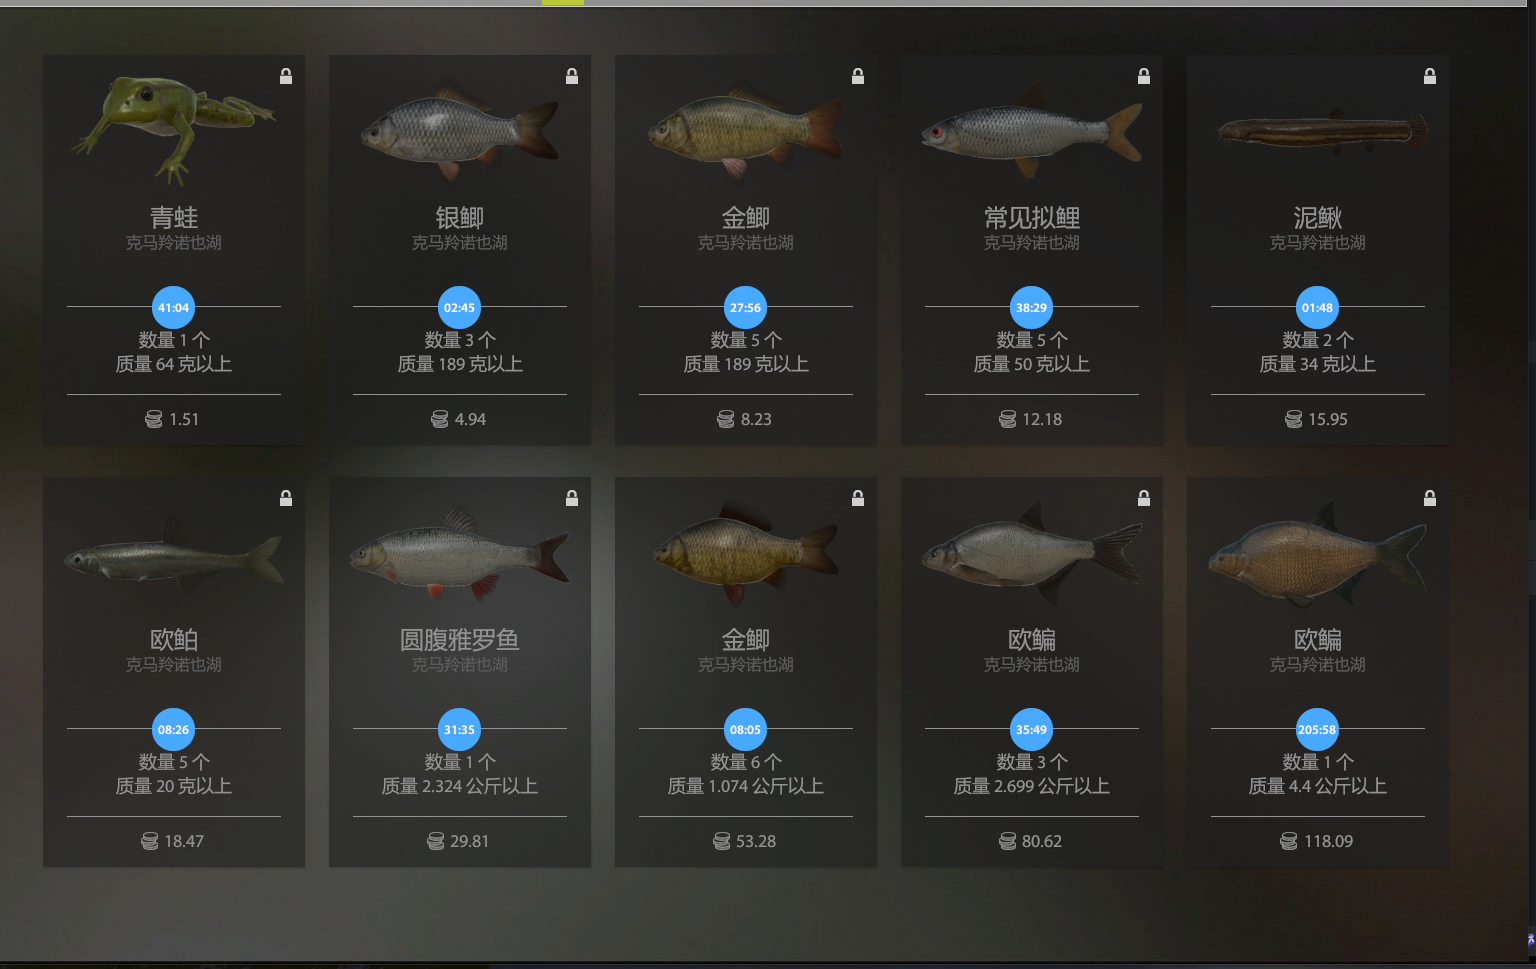 青蛙
克马羚诺也湖
41:04
数量 1 个
质量 64 克以上
1.51
银鲫
克马羚诺也湖
02:45
数量 3 个
质量 189 克以上
4.94
金鲫
克马羚诺也湖
27:56
数量 5 个
质量 189 克以上
8.23
常见拟鲤
克马羚诺也湖
38:29
数量 5 个
质量 50 克以上
12.18
泥鳅
克马羚诺也湖
01:48
数量 2 个
质量 34 克以上
15.95
欧鲌
克马羚诺也湖
08:26
数量 5 个
质量 20 克以上
18.47
圆腹雅罗鱼
克马羚诺也湖
31:35
数量 1 个
质量 2.324 公斤以上
29.81
金鲫
克马羚诺也湖
08:05
数量 6 个
质量 1.074 公斤以上
53.28
欧鳊
克马羚诺也湖
35:49
数量 3 个
质量 2.699 公斤以上
80.62
欧鳊
克马羚诺也湖
205:58
数量 1 个
质量 4.4 公斤以上
118.09